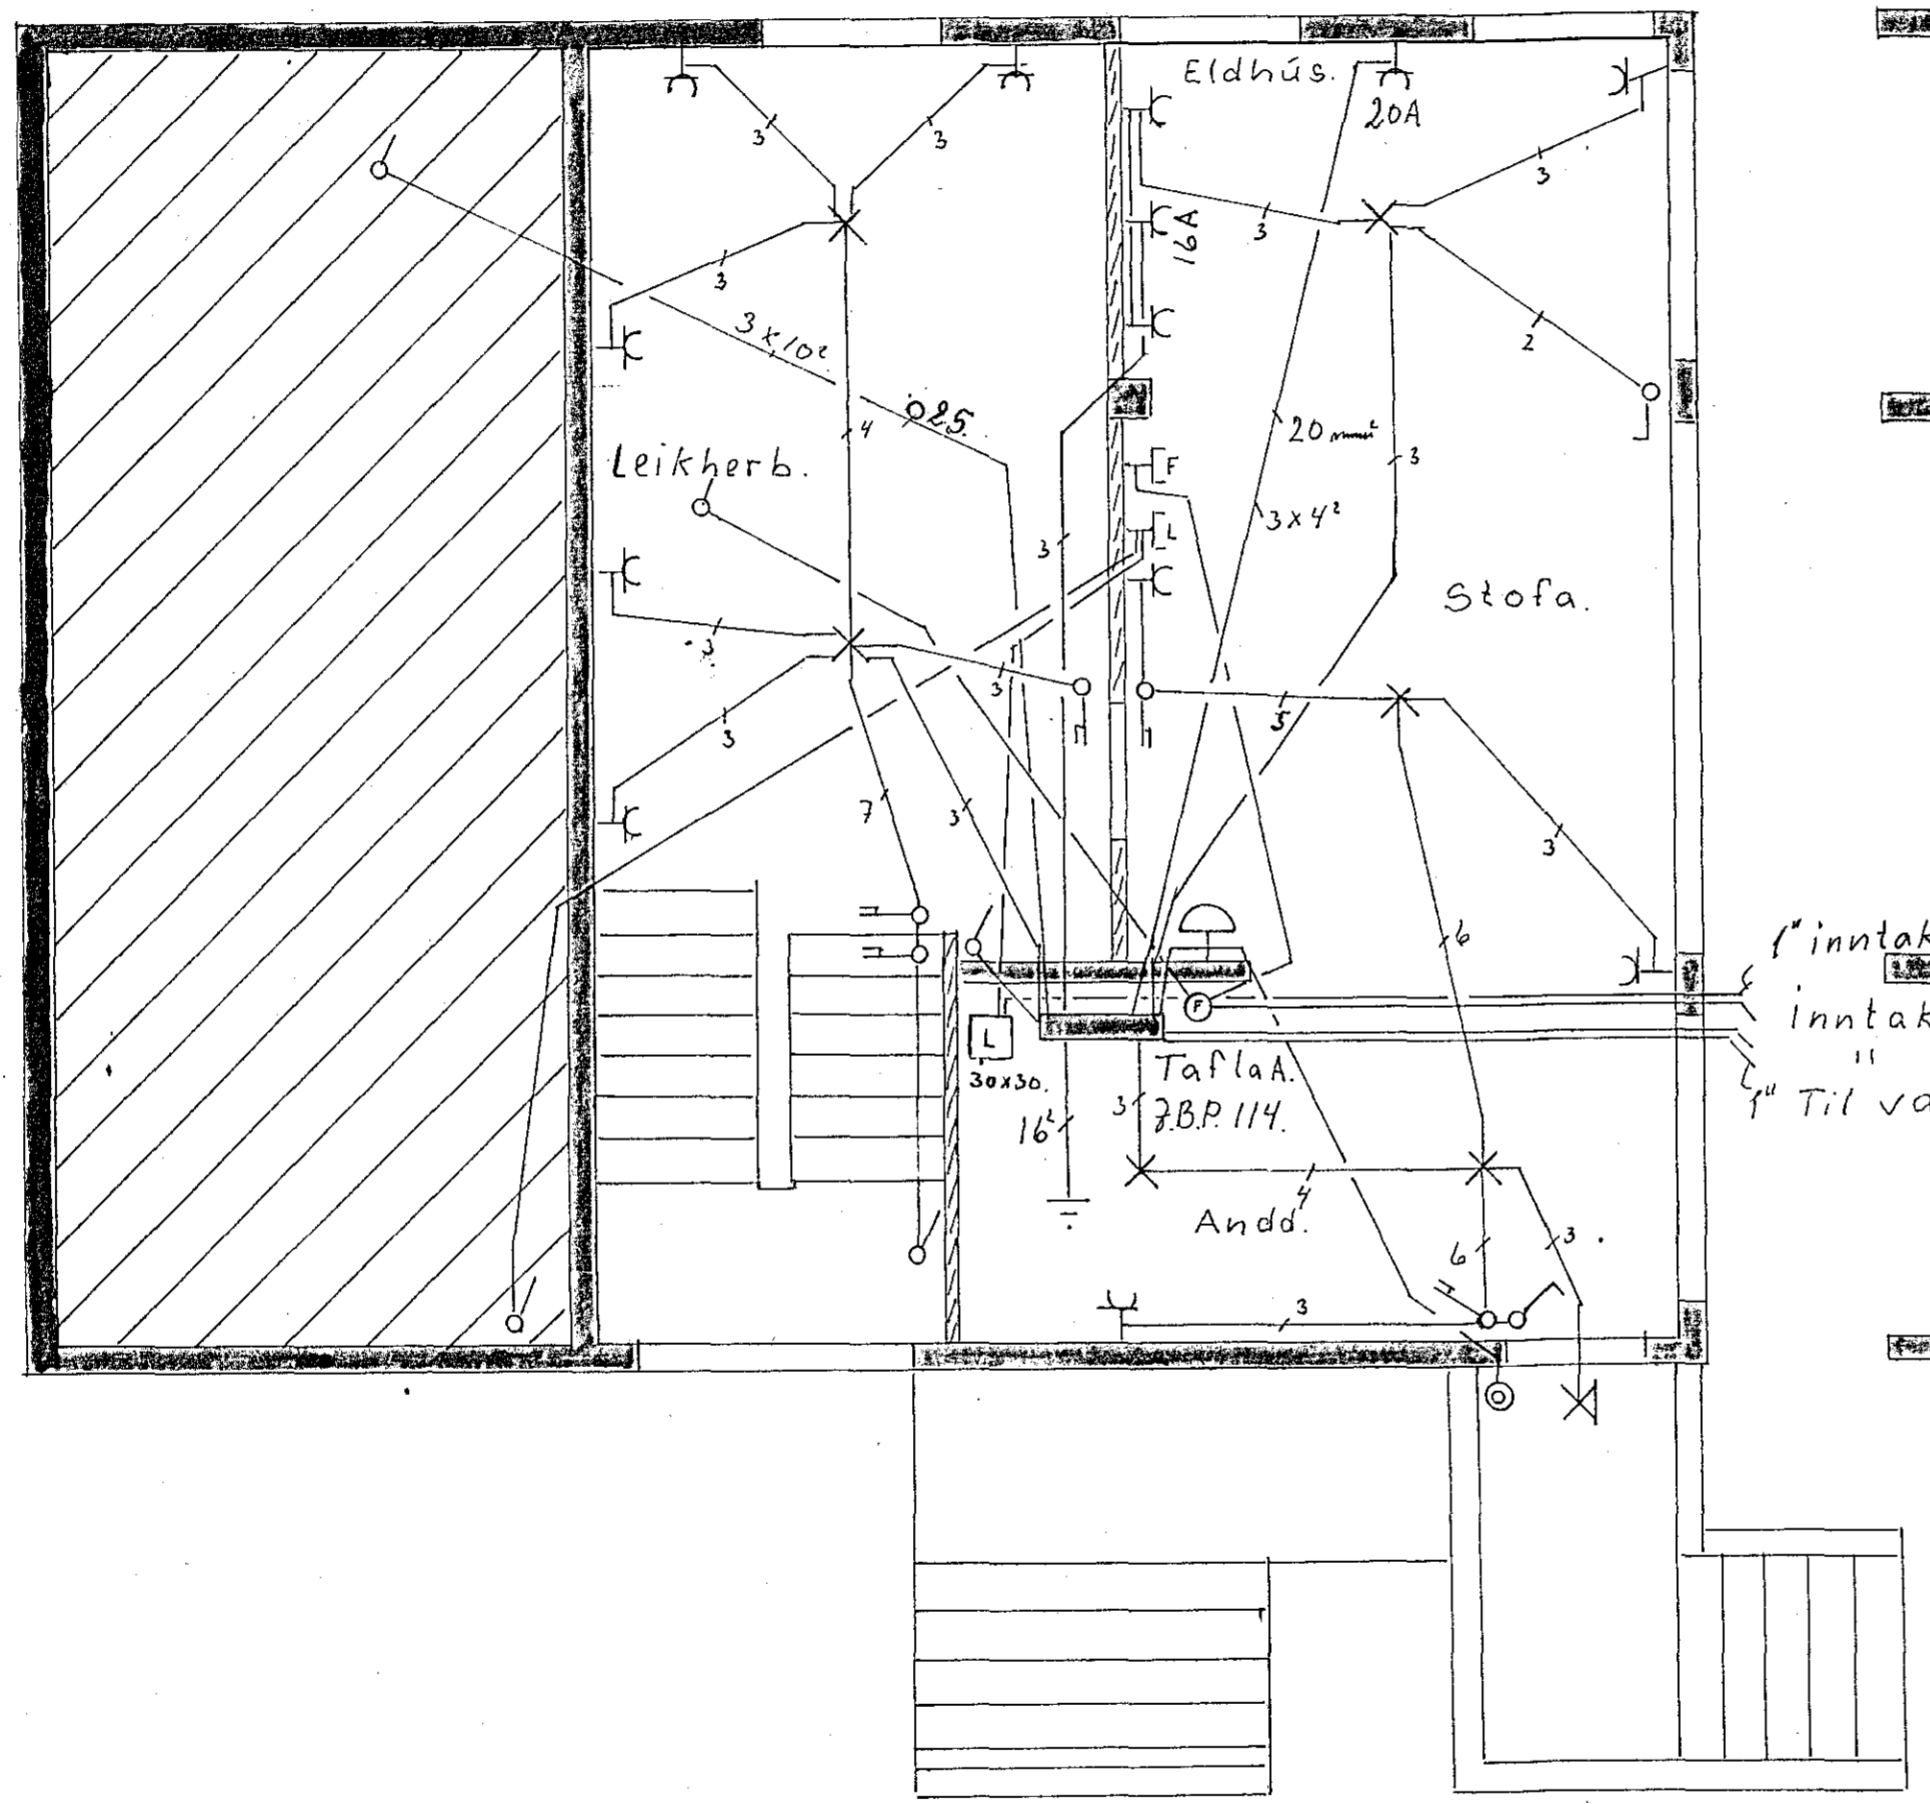 Eldhús.
20A
3
3
3
3
16A
3
3
2
3 x 10²
4
25.
20 mm²
3
Leikherb.
F
3 x 4²
L
3
Stofa.
3
3
5
3
7
3
3
6
1" inntak
F
inntak
L
"
30x30.
Tafla A.
1" Til va
16²
3
Ž.B.P. 114.
4
Andd.
6
3
3